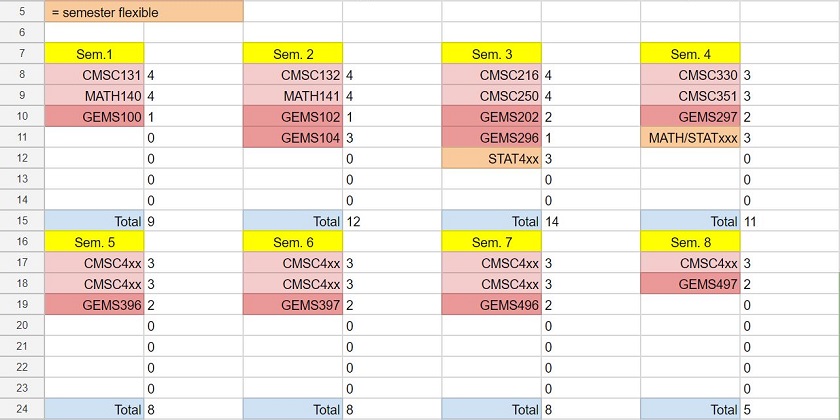 5 = semester flexible
6
7 Sem.1 Sem. 2 Sem. 3 Sem. 4
8 CMSC131 4 CMSC132 4 CMSC216 4 CMSC330 3
9 MATH140 4 MATH141 4 CMSC250 4 CMSC351 3
10 GEMS100 1 GEMS102 1 GEMS202 2 GEMS297 2
11 0 GEMS104 3 GEMS296 1 MATH/STATxxx 3
12 0 0 STAT4xx 3 0
13 0 0 0 0
14 0 0 0 0
15 Total 9 Total 12 Total 14 Total 11
16 Sem. 5 Sem. 6 Sem. 7 Sem. 8
17 CMSC4xx 3 CMSC4xx 3 CMSC4xx 3 CMSC4xx 3
18 CMSC4xx 3 CMSC4xx 3 CMSC4xx 3 GEMS497 2
19 GEMS396 2 GEMS397 2 GEMS496 2 0
20 0 0 0 0
21 0 0 0 0
22 0 0 0 0
23 0 0 0 0
24 Total 8 Total 8 Total 8 Total 5